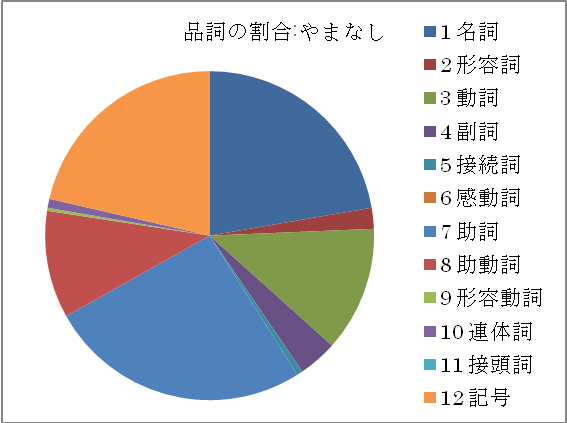 品詞の割合:やまなし
1 名詞
2 形容詞
3 動詞
4 副詞
5 接続詞
6 感動詞
7 助詞
8 助動詞
9 形容動詞
10 連体詞
11 接頭詞
12 記号